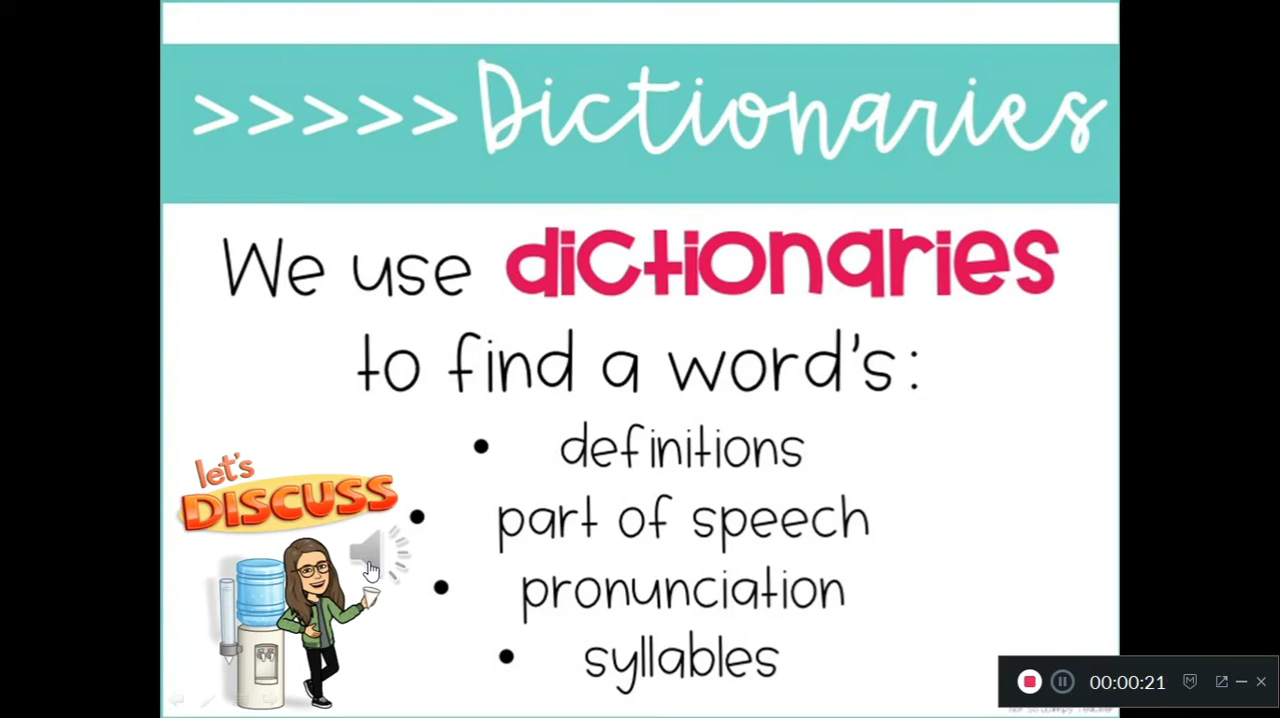 >>>>> Dictionaries
We use dictionaries
to find a word's:
• definitions
• part of speech
• pronunciation
• syllables
let's
DISCUSS
00:00:21